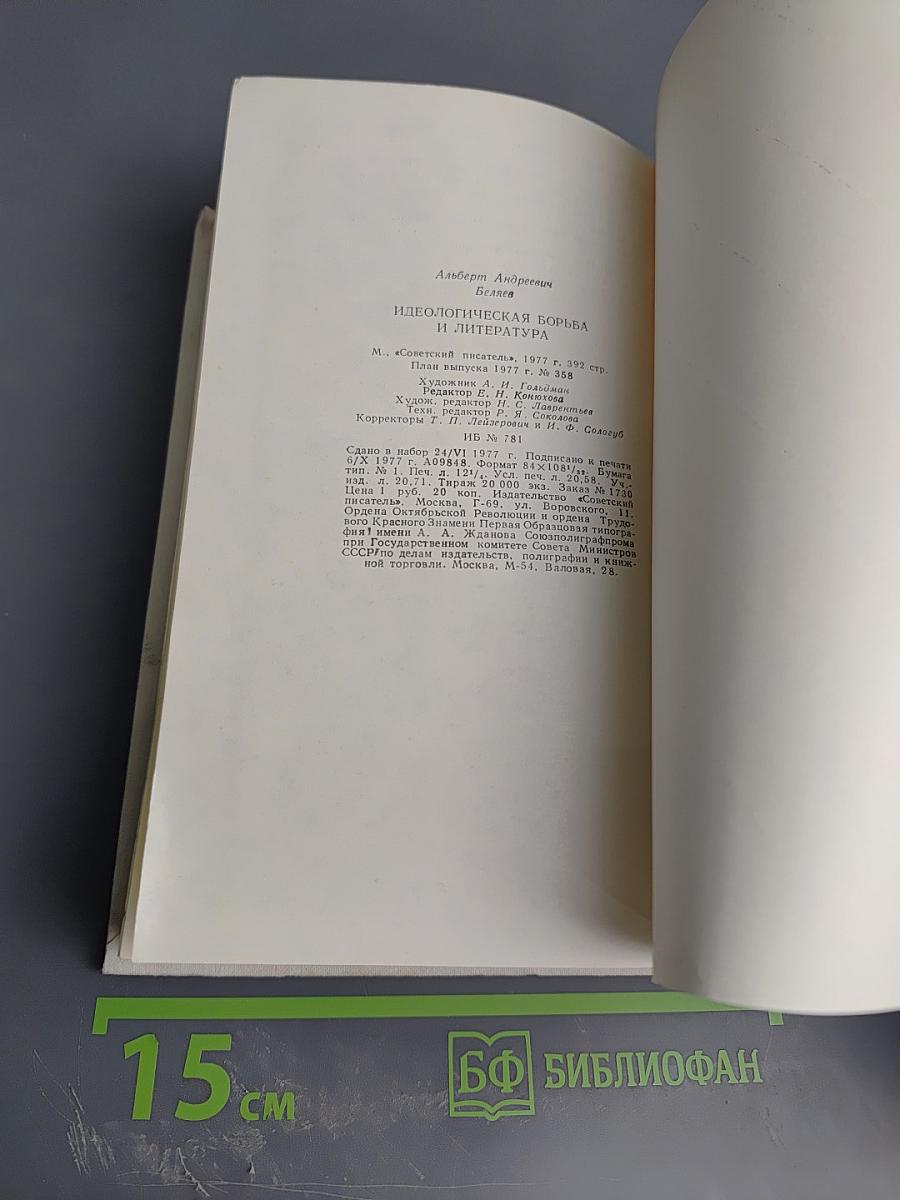 Альберт Андреевич
Беляев
ИДЕОЛОГИЧЕСКАЯ БОРЬБА
И ЛИТЕРАТУРА
М., «Советский писатель», 1977 г. 392 стр.
План выпуска 1977 г. № 358
Художник А. И. Гольдман
Редактор Е. Н. Конюхова
Худож. редактор Н. С. Лаврентьев
Техн. редактор Р. Я. Соколова
Корректоры Т. П. Лейзерович и И. Ф. Сологуб
ИБ № 781
Сдано в набор 24/VI 1977 г. Подписано к печати
6/X 1977 г. А09848. Формат 84×108¹/₃₂. Бумага
тип. № 1. Печ. л. 12¹/₄. Усл. печ. л. 20,58. Уч.-
изд. л. 20,71. Тираж 20 000 экз. Заказ № 1730
Цена 1 руб. 20 коп. Издательство «Советский
писатель». Москва, Г-69, ул. Воровского, 11.
Ордена Октябрьской Революции и ордена Трудо-
вого Красного Знамени Первая Образцовая типогра-
фия имени А. А. Жданова Союзполиграфпрома
при Государственном комитете Совета Министров
СССР по делам издательств, полиграфии и книж-
ной торговли. Москва, М-54, Валовая, 28.
15 см
БФ БИБЛИОФАН